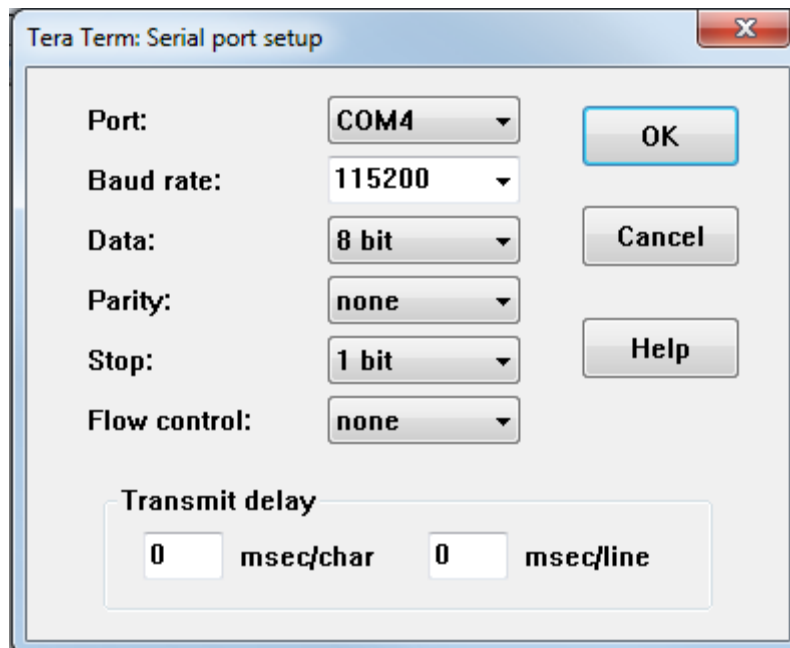 Tera Term: Serial port setup
Port: COM4 OK
Baud rate: 115200
Data: 8 bit Cancel
Parity: none
Stop: 1 bit Help
Flow control: none
Transmit delay
0 msec/char 0 msec/line